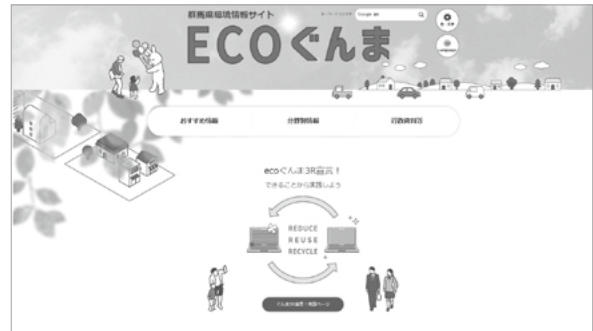 群馬県環境情報サイト
ECOぐんま
おすすめ情報
分野別情報
行政資料等
ecoぐんま3R宣言！
できることから実践しよう
REDUCE
REUSE
RECYCLE